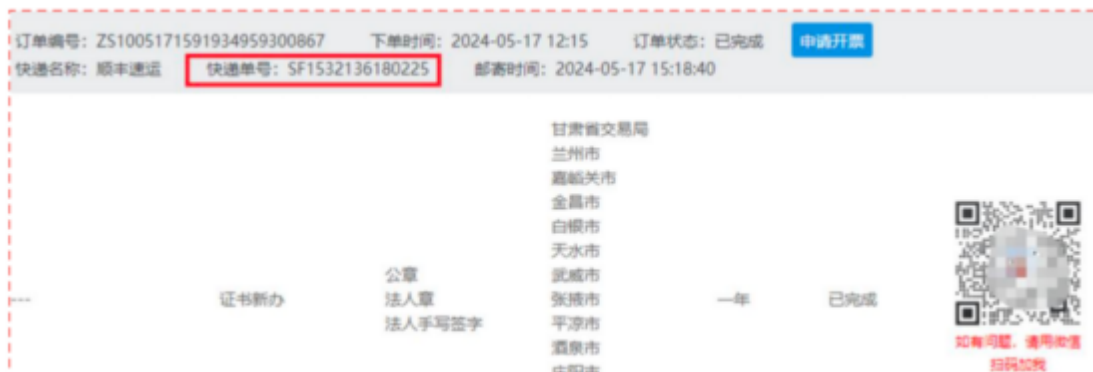 订单编号：ZS10051715919349593008​67 下单时间：2024-05-17 12:15 订单状态：已完成 申请开票
快递名称：顺丰速运 快递单号：SF1532136180225 邮寄时间：2024-05-17 15:18:40
甘肃省交易局
兰州市
嘉峪关市
金昌市
白银市
天水市
公章 武威市
--- 证书新办 法人章 张掖市 一年 已完成
法人手写签字 平凉市
酒泉市
庆阳市
如有问题，请用微信
扫码加我